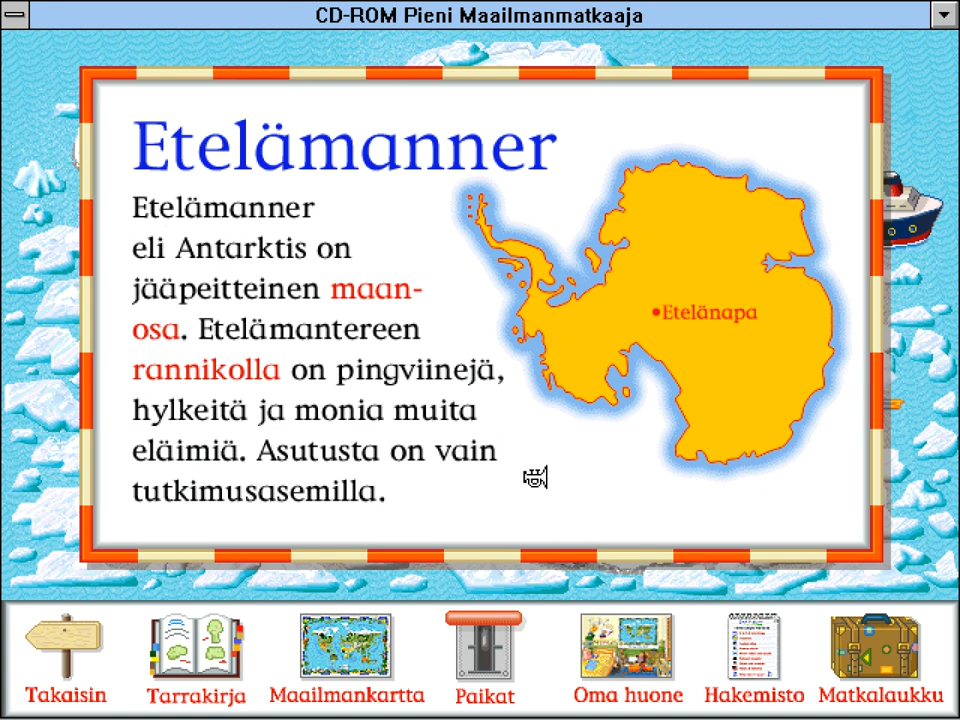 CD-ROM Pieni Maailmanmatkaaja
Etelämanner
Etelämanner
eli Antarktis on
jääpeitteinen maan-
osa. Etelämantereen
rannikolla on pingviinejä,
hylkeitä ja monia muita
eläimiä. Asutusta on vain
tutkimusasemilla.
•Etelänapa
Takaisin
Tarrakirja
Maailmankartta
Paikat
Oma huone
Hakemisto
Matkalaukku